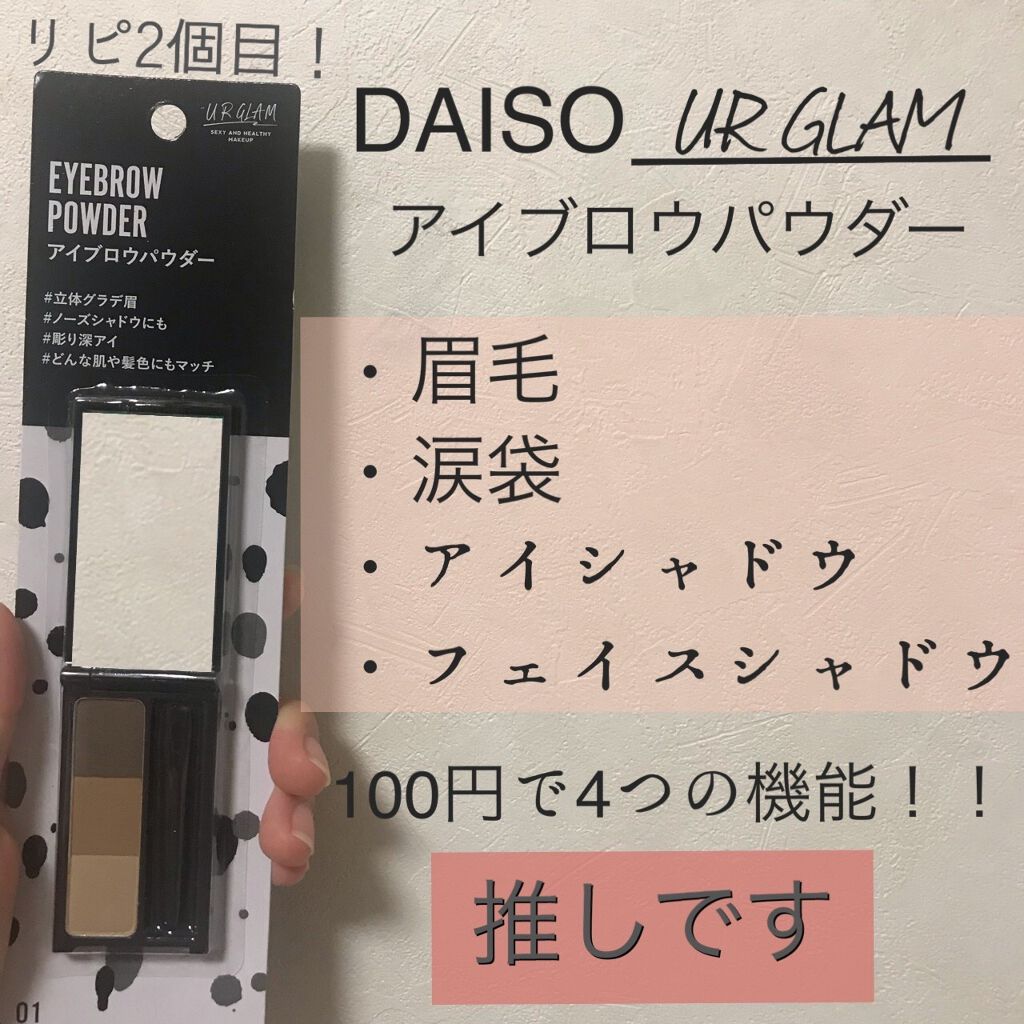 リピ2個目！
UR GLAM
SEXY AND HEALTHY
MAKEUP
EYEBROW
POWDER
アイブロウパウダー
#立体グラデ眉
#ノーズシャドウにも
#彫り深アイ
#どんな肌や髪色にもマッチ
01
DAISO UR GLAM
アイブロウパウダー
・眉毛
・涙袋
・アイシャドウ
・フェイスシャドウ
100円で4つの機能！！
推しです